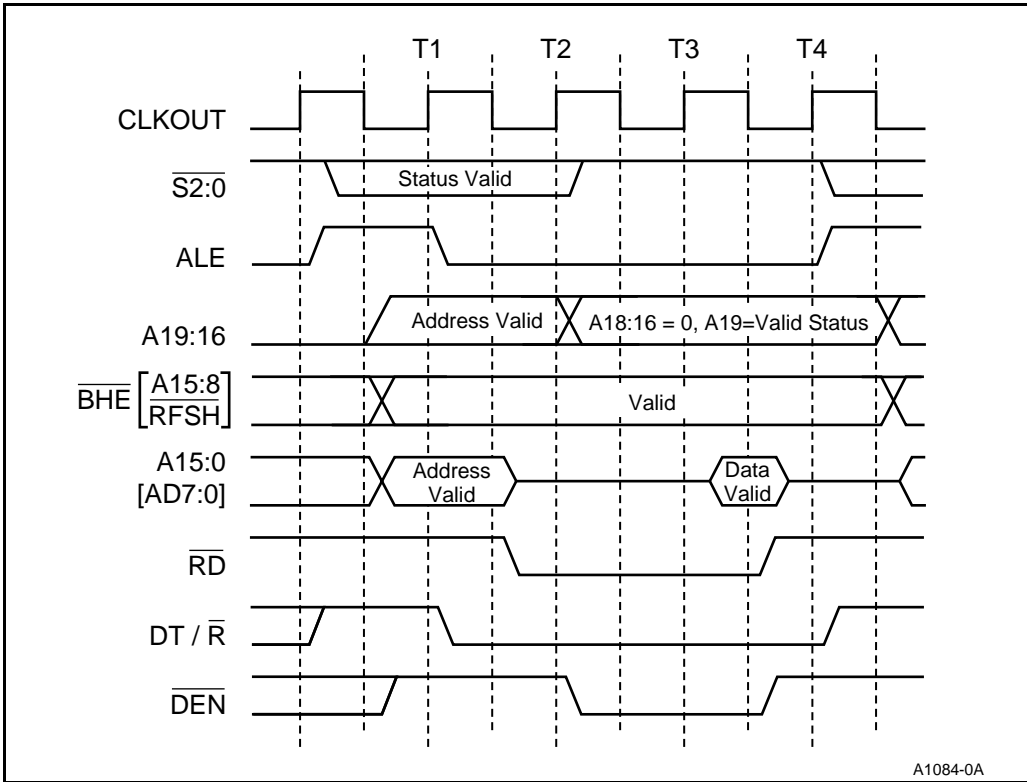 T1 T2 T3 T4
CLKOUT
S2:0 Status Valid
ALE
A19:16 Address Valid A18:16 = 0, A19=Valid Status
BHE [A15:8
RFSH] Valid
A15:0
[AD7:0]
Address
Valid
Data
Valid
RD
DT / R
DEN
A1084-0A